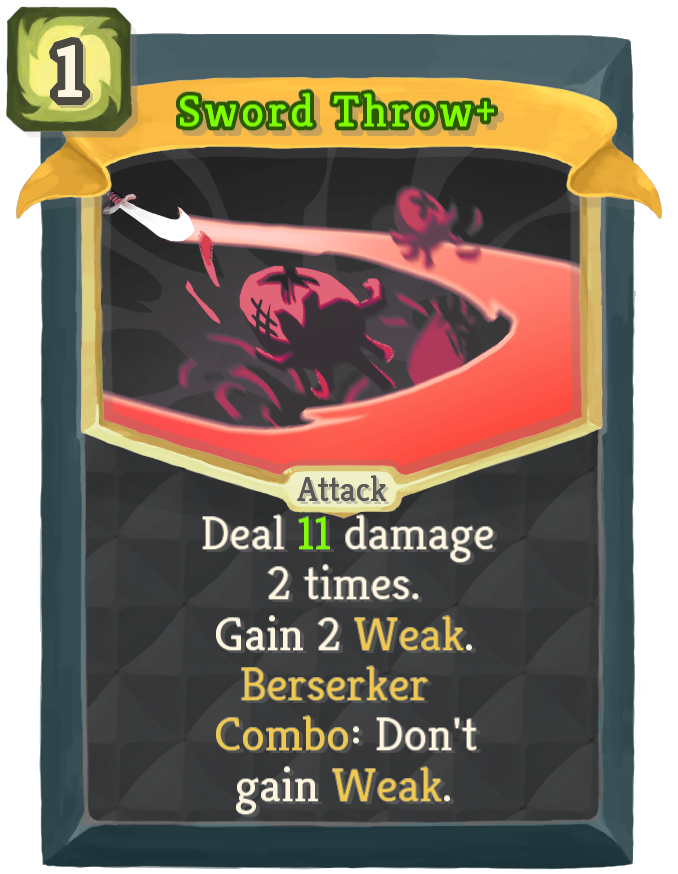 1
Sword Throw+
Attack
Deal 11 damage
2 times.
Gain 2 Weak.
Berserker
Combo: Don't
gain Weak.